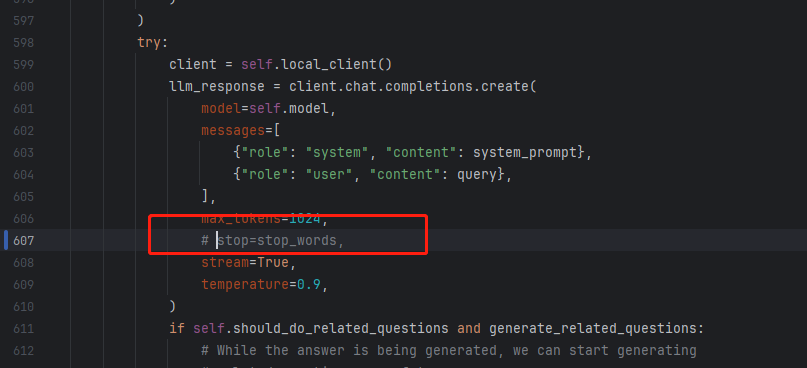 597 )
598 try:
599 client = self.local_client()
600 llm_response = client.chat.completions.create(
601 model=self.model,
602 messages=[
603 {"role": "system", "content": system_prompt},
604 {"role": "user", "content": query},
605 ],
606 max_tokens=1024,
607 # stop=stop_words,
608 stream=True,
609 temperature=0.9,
610 )
611 if self.should_do_related_questions and generate_related_questions:
612 # While the answer is being generated, we can start generating